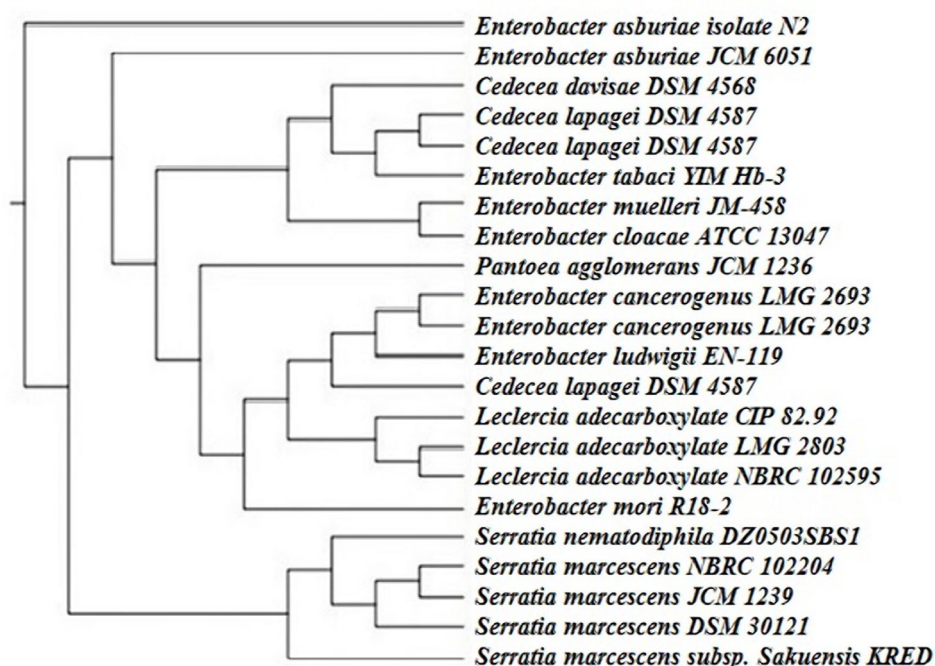 Enterobacter asburiae isolate N2
Enterobacter asburiae JCM 6051
Cedecea davisae DSM 4568
Cedecea lapagei DSM 4587
Cedecea lapagei DSM 4587
Enterobacter tabaci YIM Hb-3
Enterobacter muelleri JM-458
Enterobacter cloacae ATCC 13047
Pantoea agglomerans JCM 1236
Enterobacter cancerogenus LMG 2693
Enterobacter cancerogenus LMG 2693
Enterobacter ludwigii EN-119
Cedecea lapagei DSM 4587
Leclercia adecarboxylate CIP 82.92
Leclercia adecarboxylate LMG 2803
Leclercia adecarboxylate NBRC 102595
Enterobacter mori R18-2
Serratia nematodiphila DZ0503SBS1
Serratia marcescens NBRC 102204
Serratia marcescens JCM 1239
Serratia marcescens DSM 30121
Serratia marcescens subsp. Sakuensis KRED